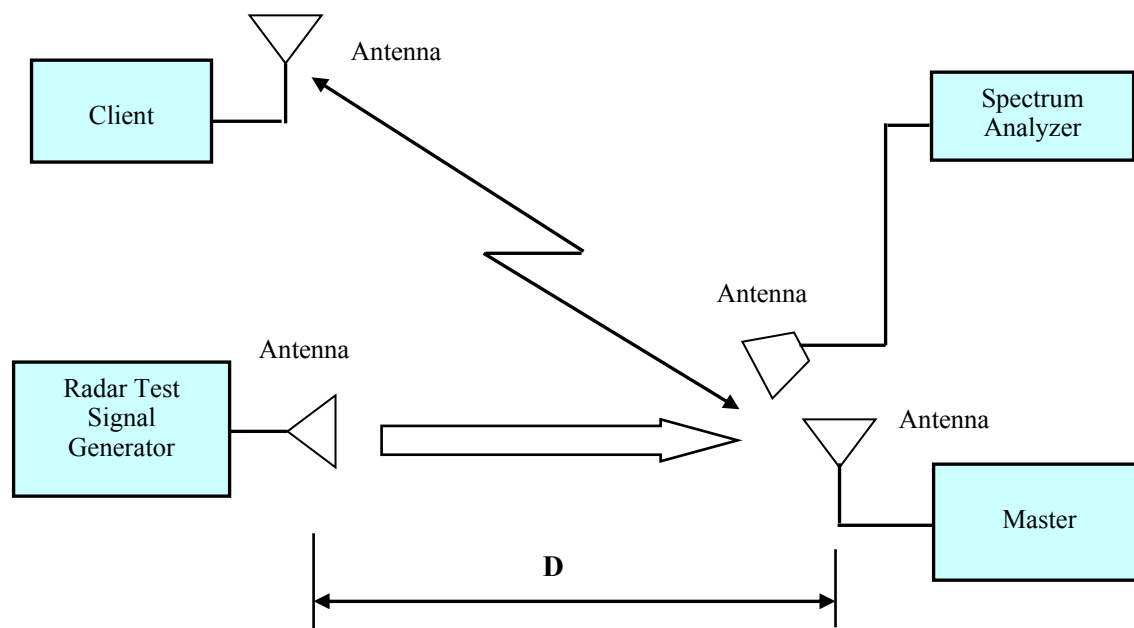 Antenna
Client
Spectrum
Analyzer
Antenna
Antenna
Radar Test
Signal
Generator
Antenna
Master
D